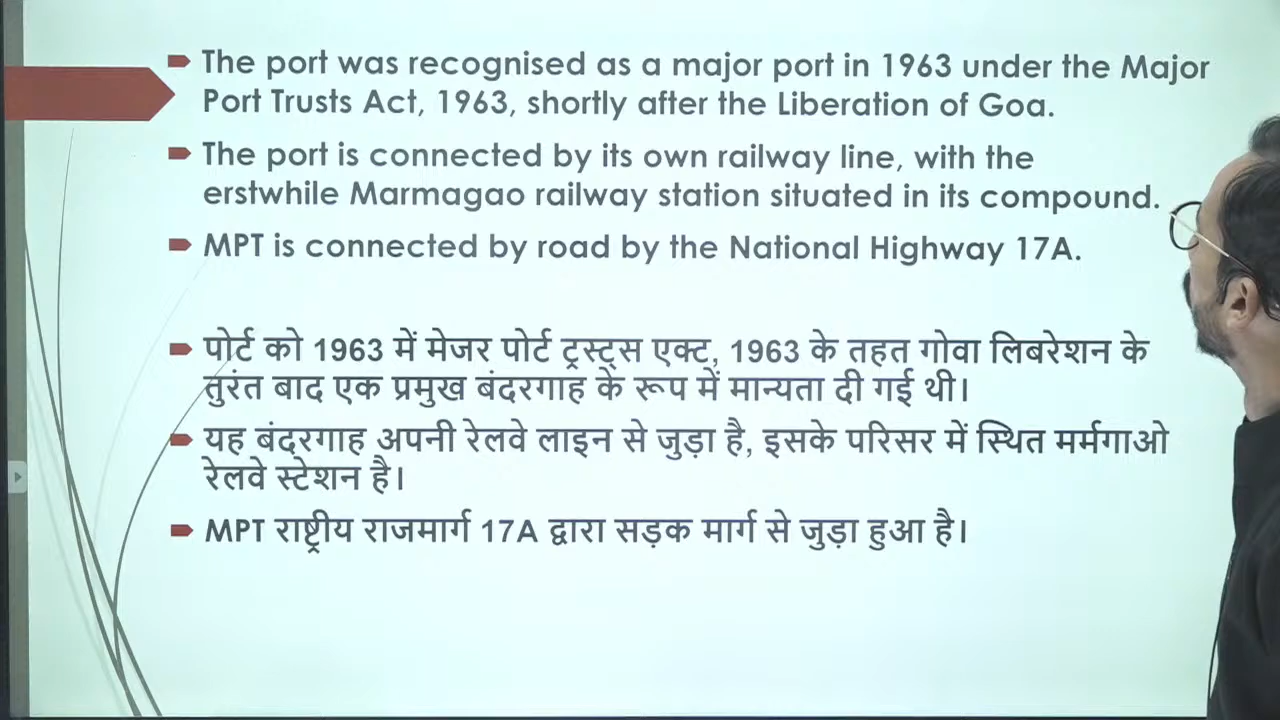 The port was recognised as a major port in 1963 under the Major
Port Trusts Act, 1963, shortly after the Liberation of Goa.
The port is connected by its own railway line, with the
erstwhile Marmagao railway station situated in its compound.
MPT is connected by road by the National Highway 17A.
पोर्ट को 1963 में मेजर पोर्ट ट्रस्ट्स एक्ट, 1963 के तहत गोवा लिबरेशन के
तुरंत बाद एक प्रमुख बंदरगाह के रूप में मान्यता दी गई थी।
यह बंदरगाह अपनी रेलवे लाइन से जुड़ा है, इसके परिसर में स्थित मर्मगाओ
रेलवे स्टेशन है।
MPT राष्ट्रीय राजमार्ग 17A द्वारा सड़क मार्ग से जुड़ा हुआ है।